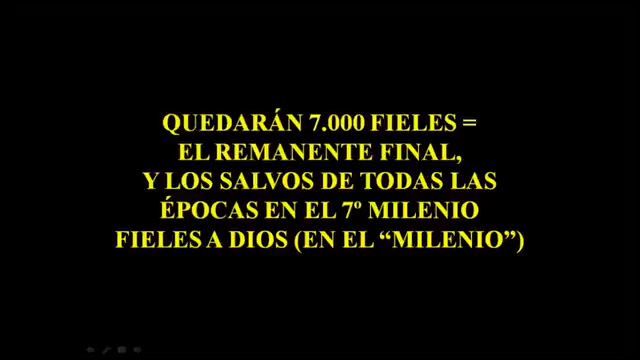 QUEDARÁN 7.000 FIELES =
EL REMANENTE FINAL,
Y LOS SALVOS DE TODAS LAS
ÉPOCAS EN EL 7º MILENIO
FIELES A DIOS (EN EL “MILENIO”)